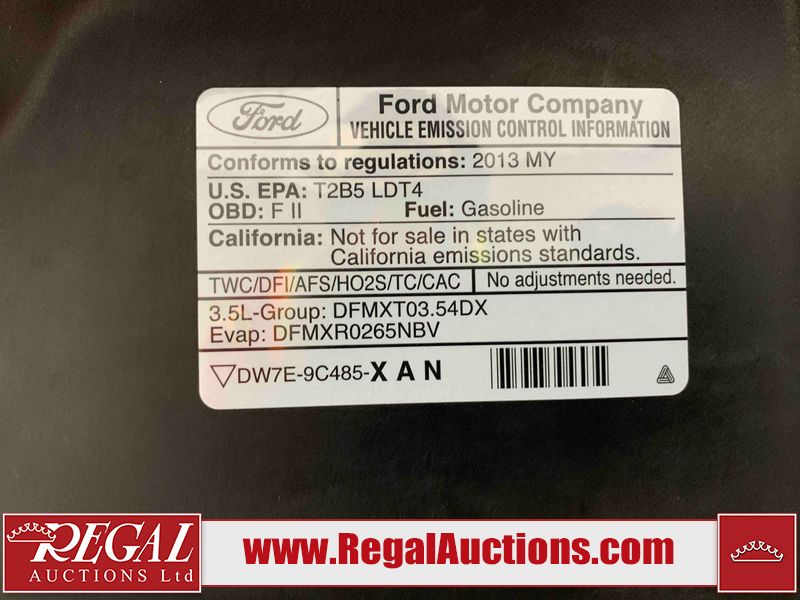 Ford
Ford Motor Company
VEHICLE EMISSION CONTROL INFORMATION
Conforms to regulations: 2013 MY
U.S. EPA: T2B5 LDT4
OBD: F II Fuel: Gasoline
California: Not for sale in states with
California emissions standards.
TWC/DFI/AFS/HO2S/TC/CAC No adjustments needed.
3.5L-Group: DFMXT03.54DX
Evap: DFMXR0265NBV
DW7E-9C485-XAN
REGAL
AUCTIONS Ltd
www.RegalAuctions.com